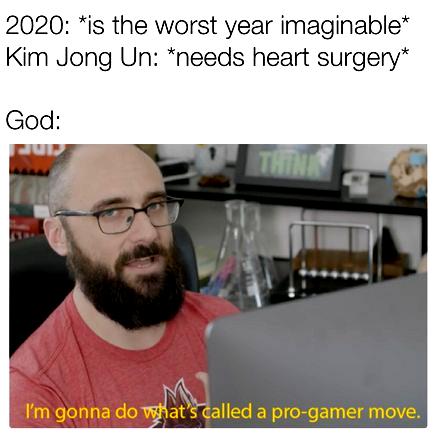 2020: *is the worst year imaginable*
Kim Jong Un: *needs heart surgery*
God:
THINK
I'm gonna do what's called a pro-gamer move.